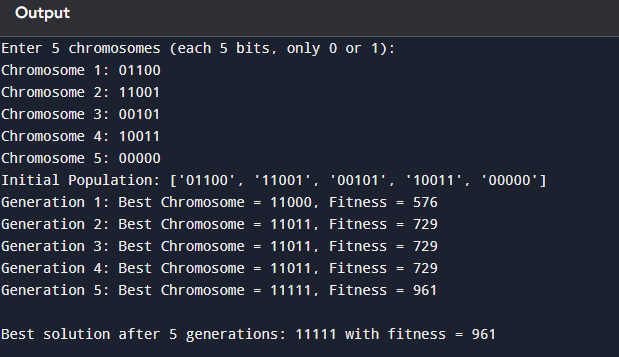 Output
Enter 5 chromosomes (each 5 bits, only 0 or 1):
Chromosome 1: 01100
Chromosome 2: 11001
Chromosome 3: 00101
Chromosome 4: 10011
Chromosome 5: 00000
Initial Population: ['01100', '11001', '00101', '10011', '00000']
Generation 1: Best Chromosome = 11000, Fitness = 576
Generation 2: Best Chromosome = 11011, Fitness = 729
Generation 3: Best Chromosome = 11011, Fitness = 729
Generation 4: Best Chromosome = 11011, Fitness = 729
Generation 5: Best Chromosome = 11111, Fitness = 961
Best solution after 5 generations: 11111 with fitness = 961